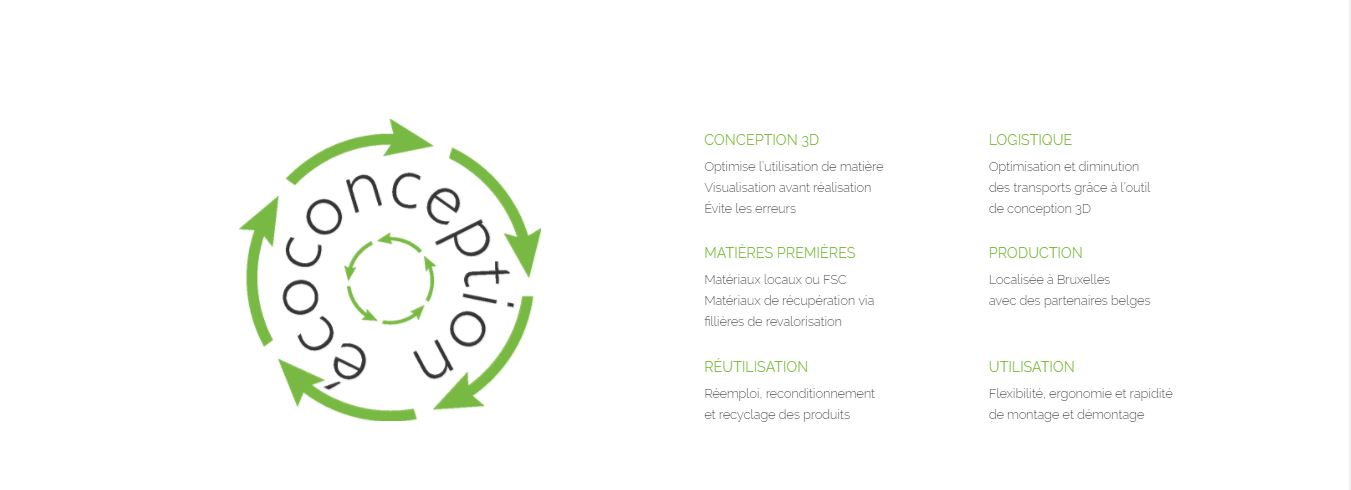 écoconception
CONCEPTION 3D
Optimise l'utilisation de matière
Visualisation avant réalisation
Évite les erreurs
MATIÈRES PREMIÈRES
Matériaux locaux ou FSC
Matériaux de récupération via
fillières de revalorisation
RÉUTILISATION
Réemploi, reconditionnement
et recyclage des produits
LOGISTIQUE
Optimisation et diminution
des transports grâce à l'outil
de conception 3D
PRODUCTION
Localisée à Bruxelles
avec des partenaires belges
UTILISATION
Flexibilité, ergonomie et rapidité
de montage et démontage